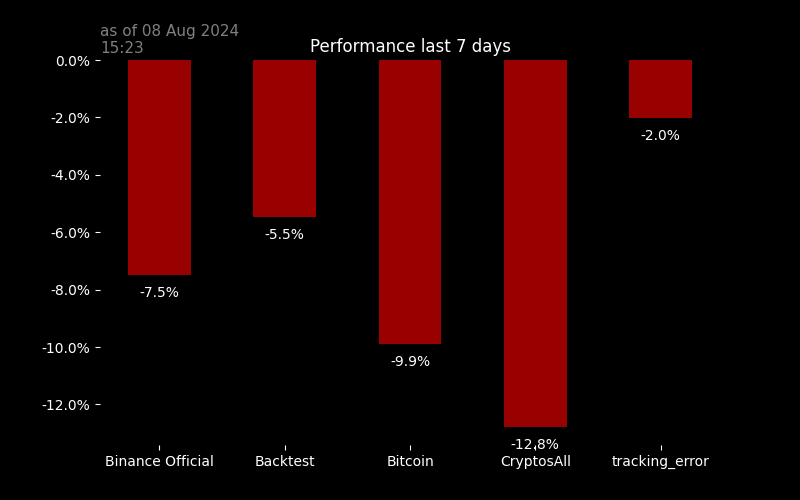 as of 08 Aug 2024
15:23
Performance last 7 days
0.0%
-2.0%
-4.0%
-6.0%
-8.0%
-10.0%
-12.0%
-7.5%
-5.5%
-9.9%
-12.8%
-2.0%
Binance Official
Backtest
Bitcoin
CryptosAll
tracking_error